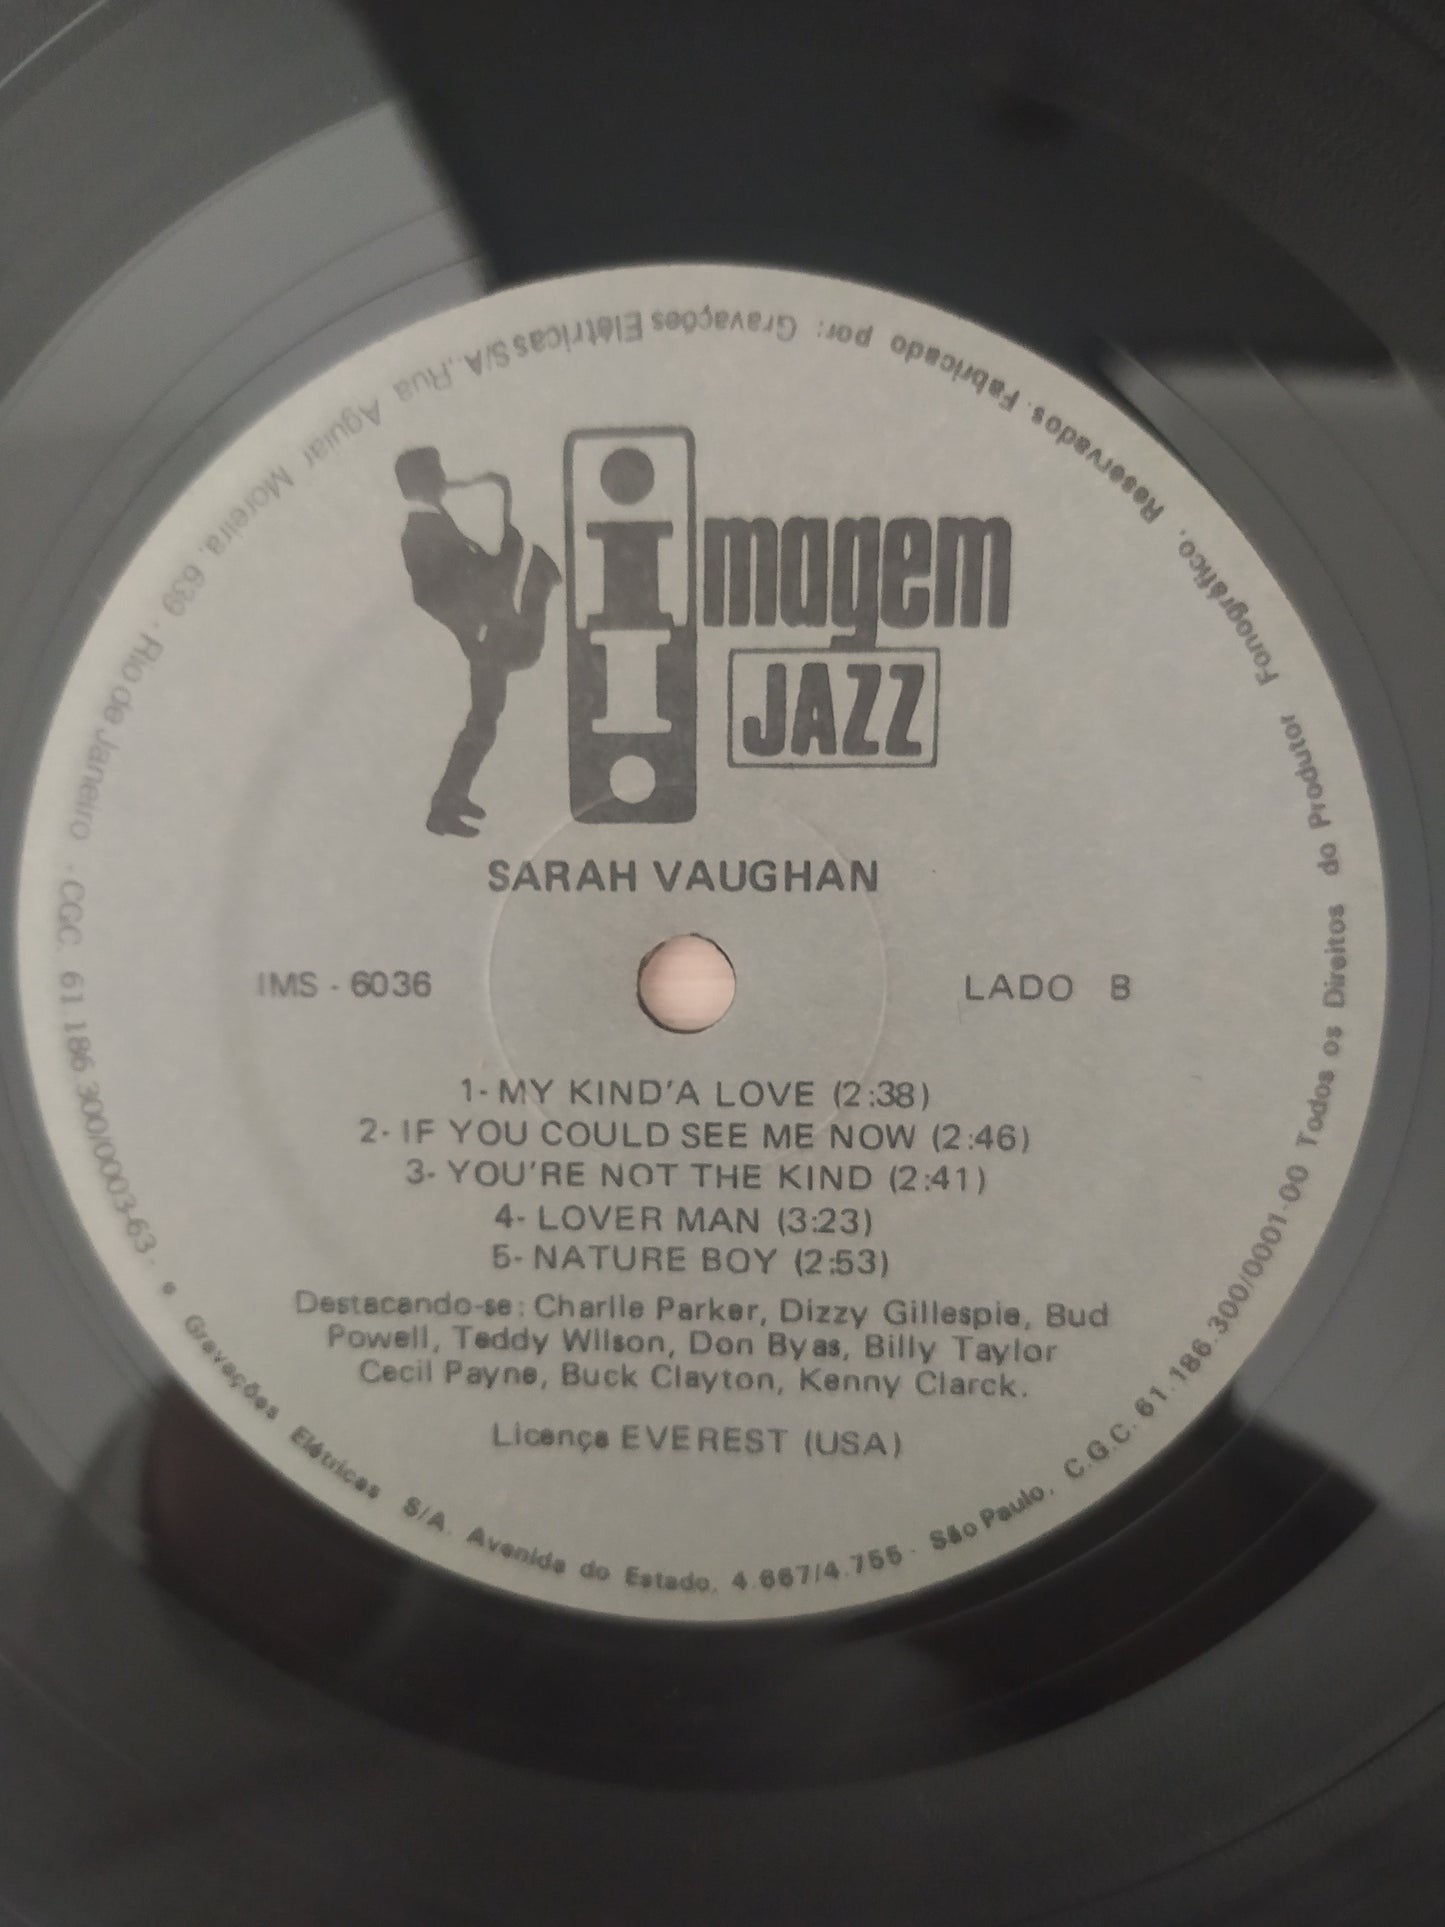 imagem
JAZZ
SARAH VAUGHAN
IMS - 6036
LADO B
1- MY KIND'A LOVE (2:38)
2- IF YOU COULD SEE ME NOW (2:46)
3- YOU'RE NOT THE KIND (2:41)
4- LOVER MAN (3:23)
5- NATURE BOY (2:53)
Destacando-se: Charlie Parker, Dizzy Gillespie, Bud
Powell, Teddy Wilson, Don Byas, Billy Taylor
Cecil Payne, Buck Clayton, Kenny Clarck.
Licença EVEREST (USA)
• Gravações Elétricas S/A. Avenida do Estado, 4.667/4.755 - São Paulo, C.G.C. 61.186.300/0001-00 Todos os Direitos do Produtor Fonográfico, Reservados. Fabricado por: Gravações Elétricas S/A., Rua Aguiar Moreira, 639 - Rio de Janeiro - CGC. 61.186.300/0003-63 -